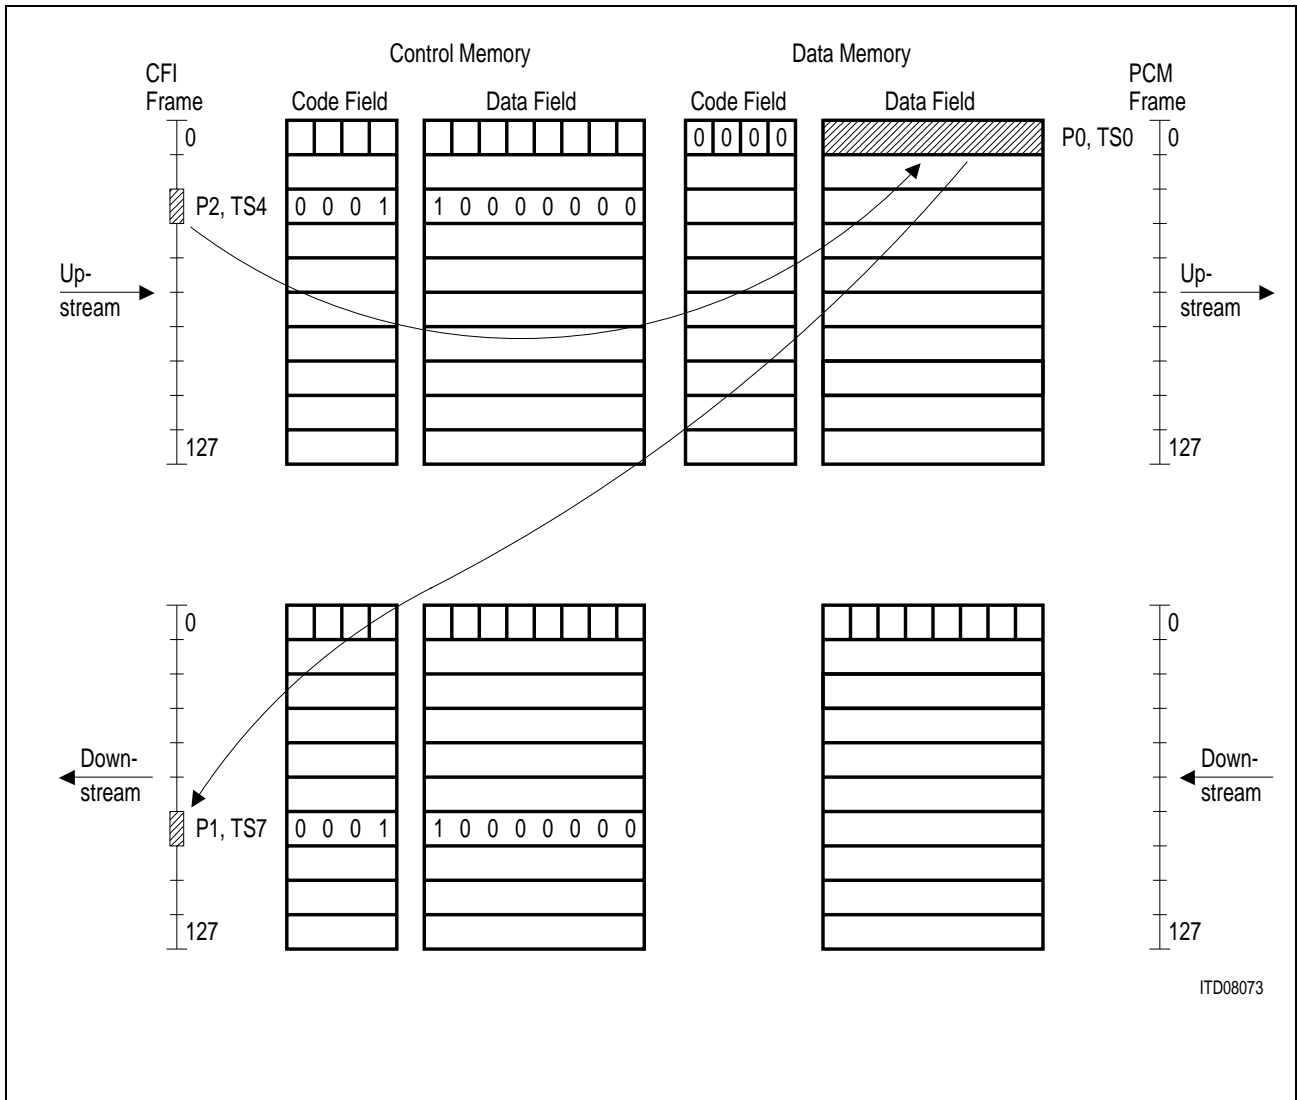 Control Memory
Data Memory
CFI
Frame
Code Field
Data Field
Code Field
Data Field
PCM
Frame
0
0 0 0 0
P0, TS0
0
P2, TS4
0 0 0 1
1 0 0 0 0 0 0 0
Up-
stream
Up-
stream
127
127
0
0
Down-
stream
Down-
stream
P1, TS7
0 0 0 1
1 0 0 0 0 0 0 0
127
127
ITD08073